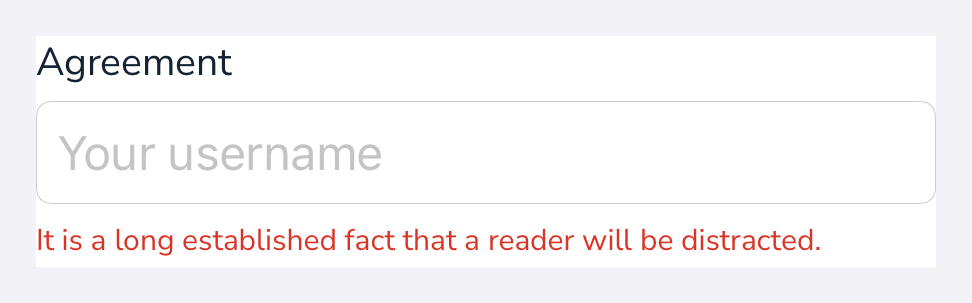 Agreement
Your username
It is a long established fact that a reader will be distracted.